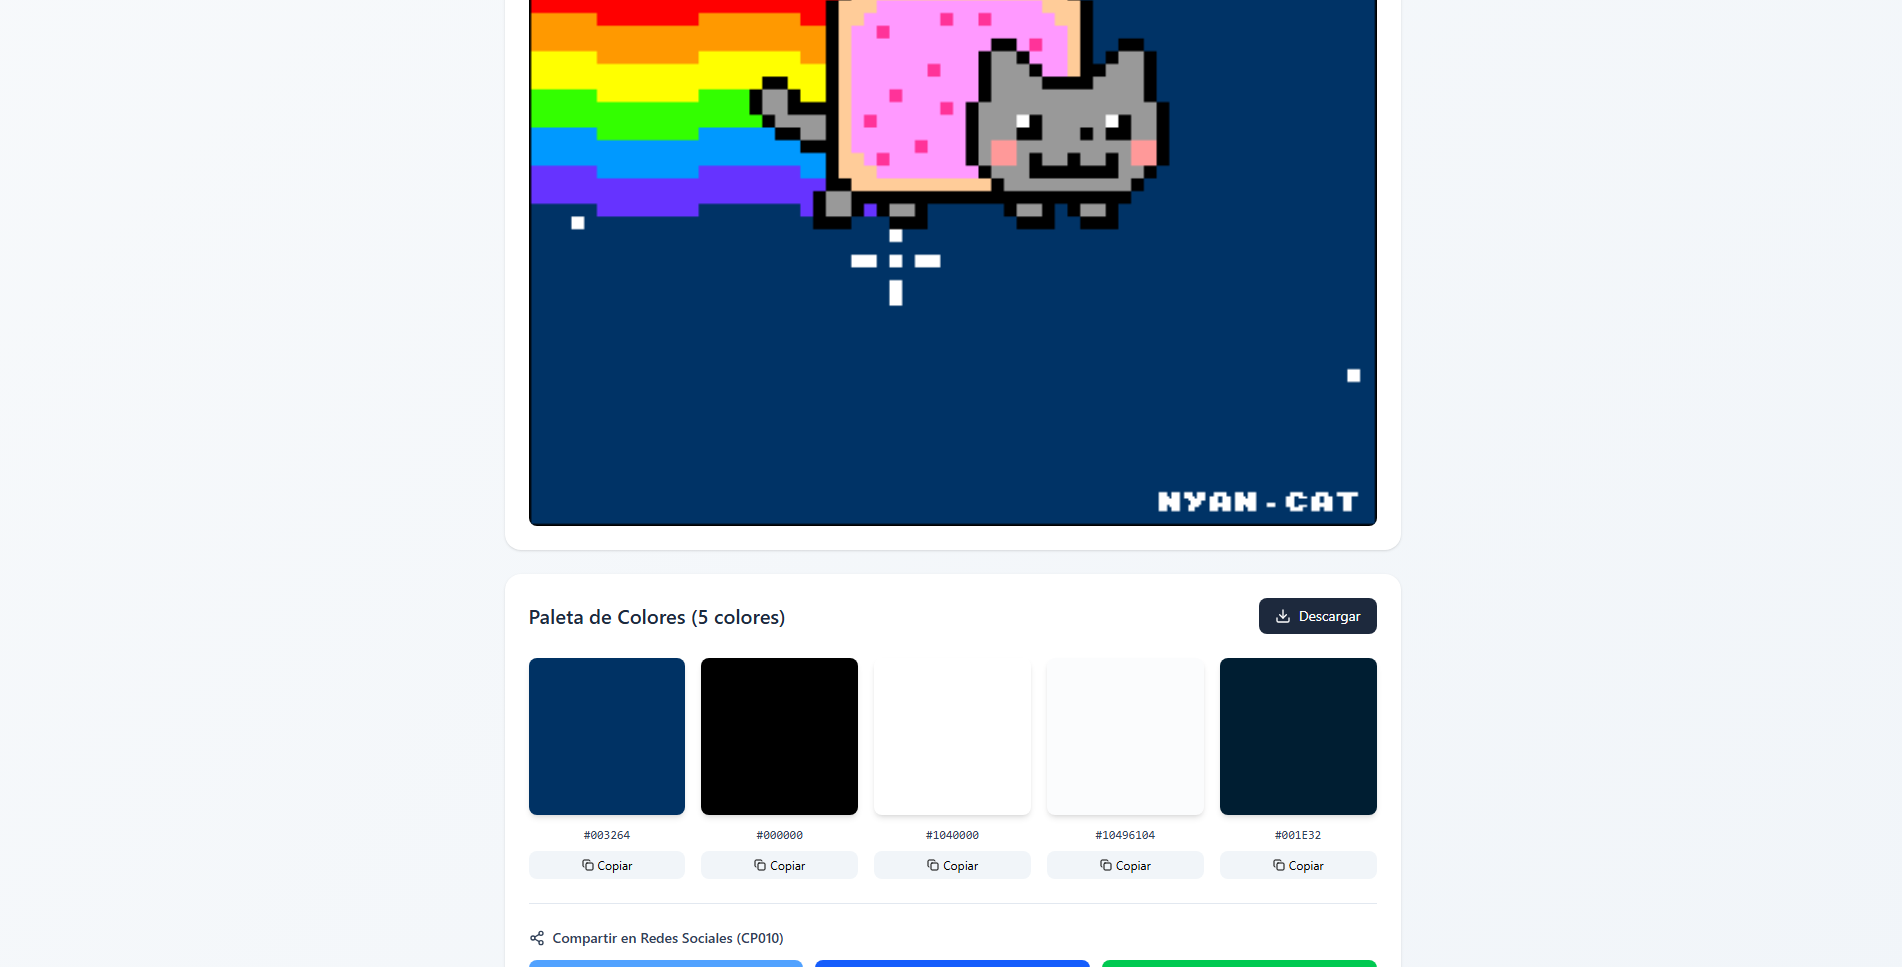 NYAN-CAT
Paleta de Colores (5 colores)
Descargar
#003264
#000000
#1040000
#10496104
#001E32
Copiar
Copiar
Copiar
Copiar
Copiar
Compartir en Redes Sociales (CP010)